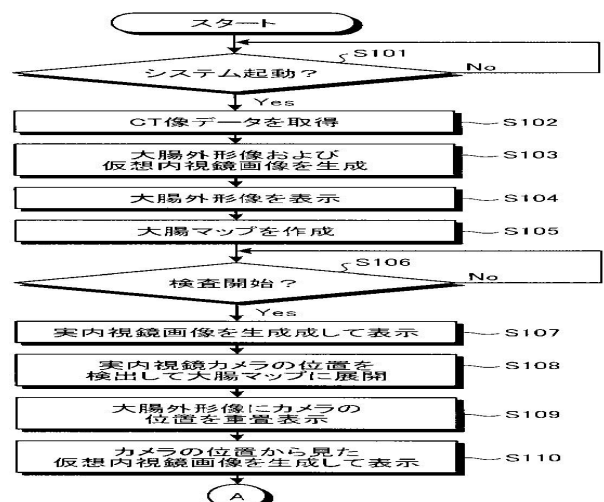 スタート
S101
システム起動?
No
Yes
CT像データを取得
S102
大腸外形像および
仮想内視鏡画像を生成
S103
大腸外形像を表示
S104
大腸マップを作成
S105
S106
検査開始?
No
Yes
実内視鏡画像を生成成して表示
S107
実内視鏡カメラの位置を
検出して大腸マップに展開
S108
大腸外形像にカメラの
位置を重畳表示
S109
カメラの位置から見た
仮想内視鏡画像を生成して表示
S110
A